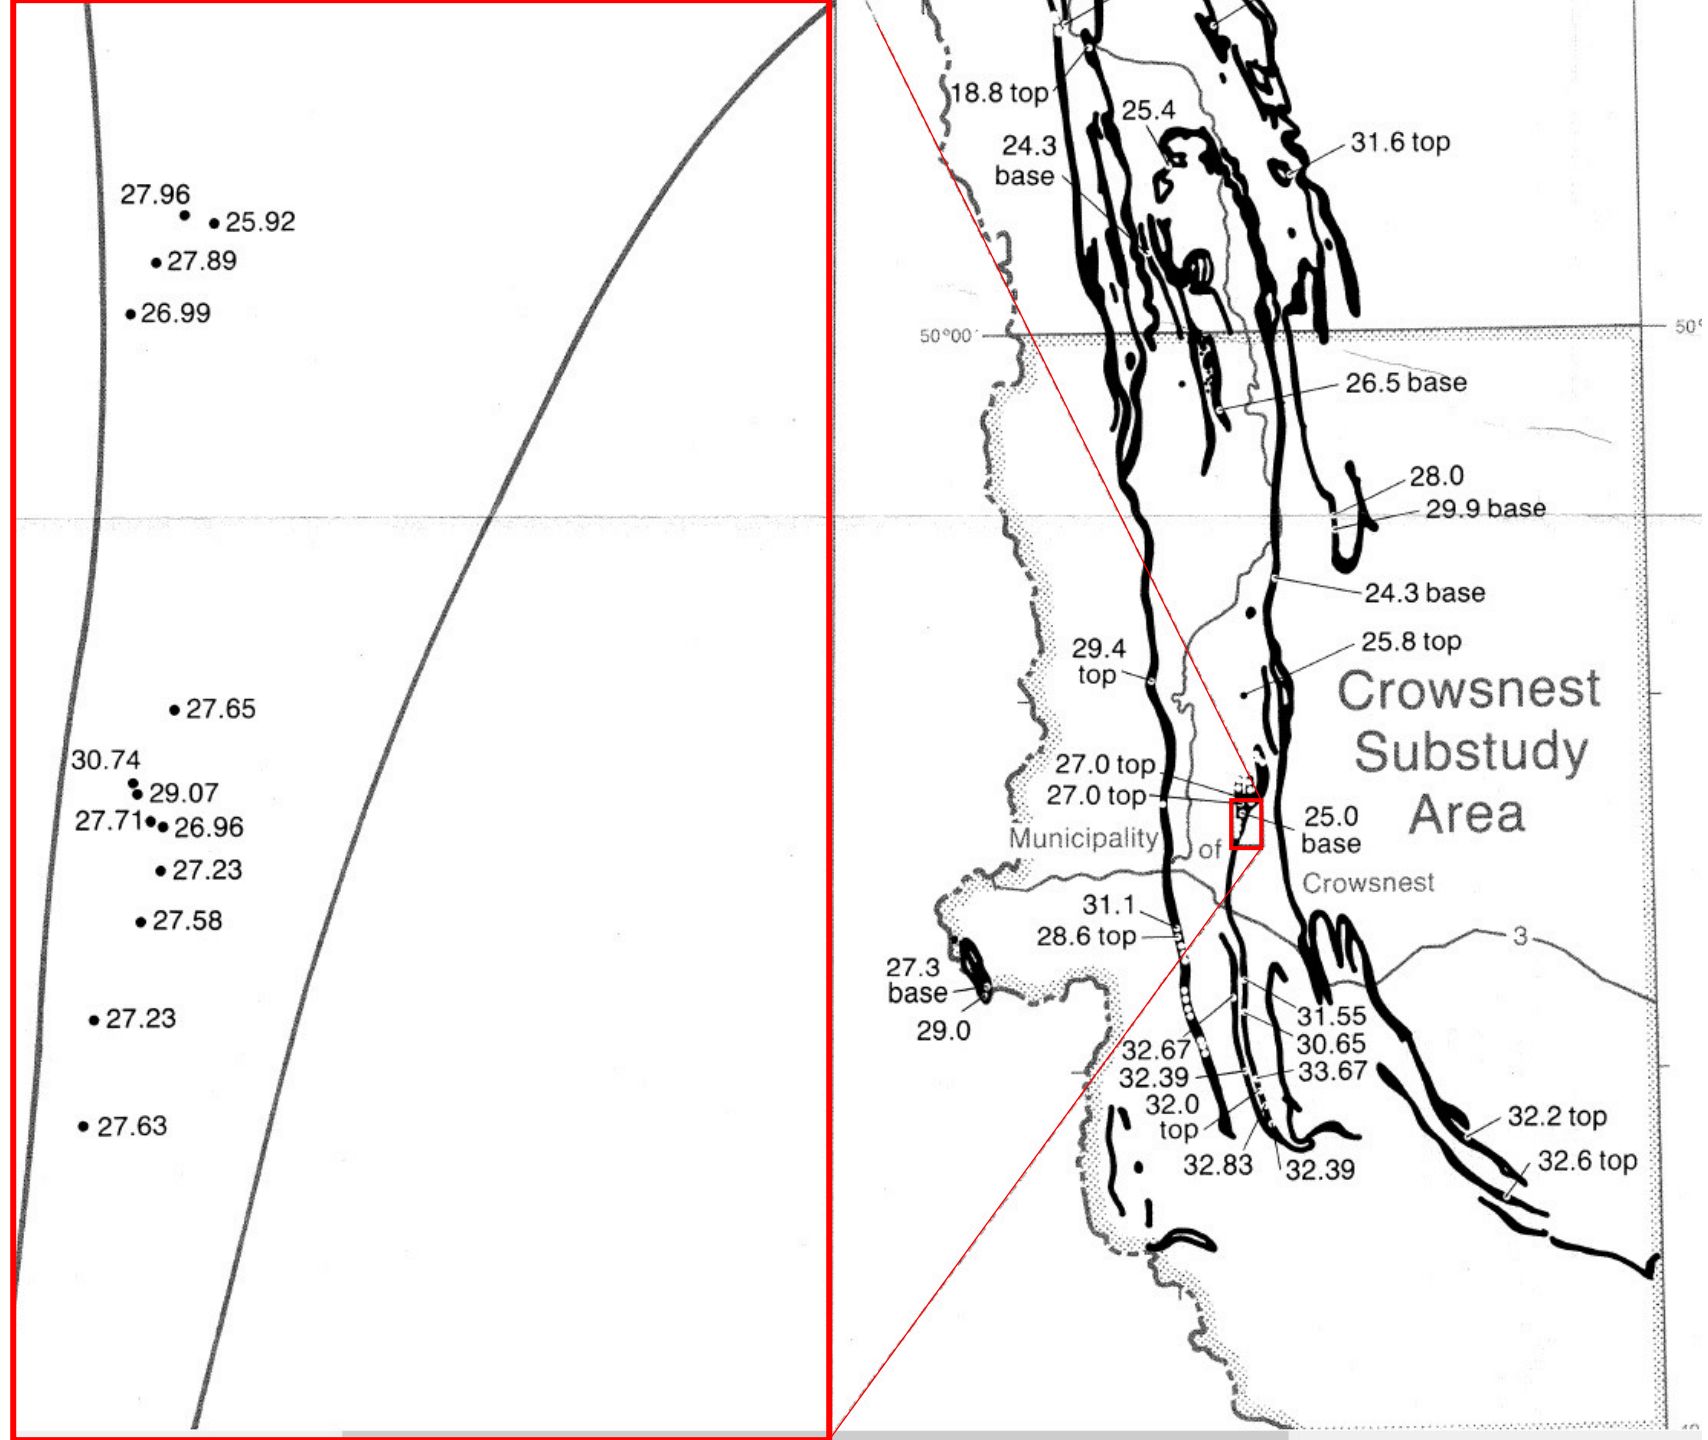 27.96
25.92
27.89
26.99
27.65
30.74
29.07
27.71
26.96
27.23
27.58
27.23
27.63
18.8 top
25.4
24.3
base
31.6 top
50°00'
50°
26.5 base
28.0
29.9 base
24.3 base
25.8 top
29.4
top
Crowsnest
Substudy
Area
27.0 top
27.0 top
25.0
base
Municipality
of
Crowsnest
31.1
28.6 top
3
27.3
base
29.0
31.55
30.65
33.67
32.67
32.39
32.0
top
32.83
32.39
32.2 top
32.6 top